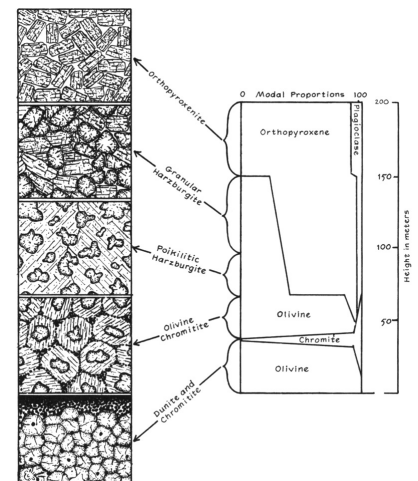 Orthopyroxenite
Granular
Harzburgite
Poikilitic
Harzburgite
Olivine
Chromitite
Dunite and
Chromitite
0 Modal Proportions 100
Orthopyroxene
Plagioclase
Olivine
Chromite
Olivine
200
150
100
50
Height in meters